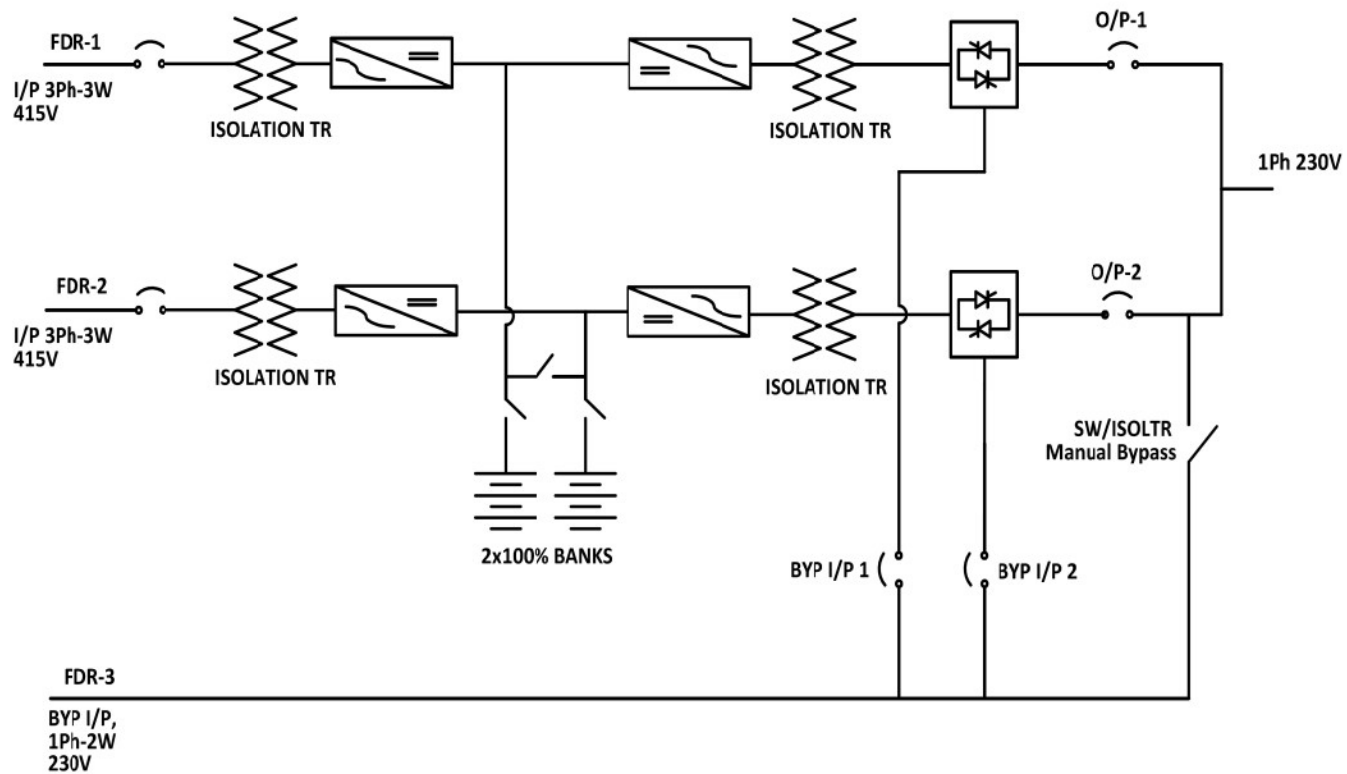 FDR-1
I/P 3Ph-3W
415V
ISOLATION TR
ISOLATION TR
O/P-1
1Ph 230V
FDR-2
I/P 3Ph-3W
415V
ISOLATION TR
ISOLATION TR
O/P-2
SW/ISOLTR
Manual Bypass
2x100% BANKS
BYP I/P 1
BYP I/P 2
FDR-3
BYP I/P,
1Ph-2W
230V